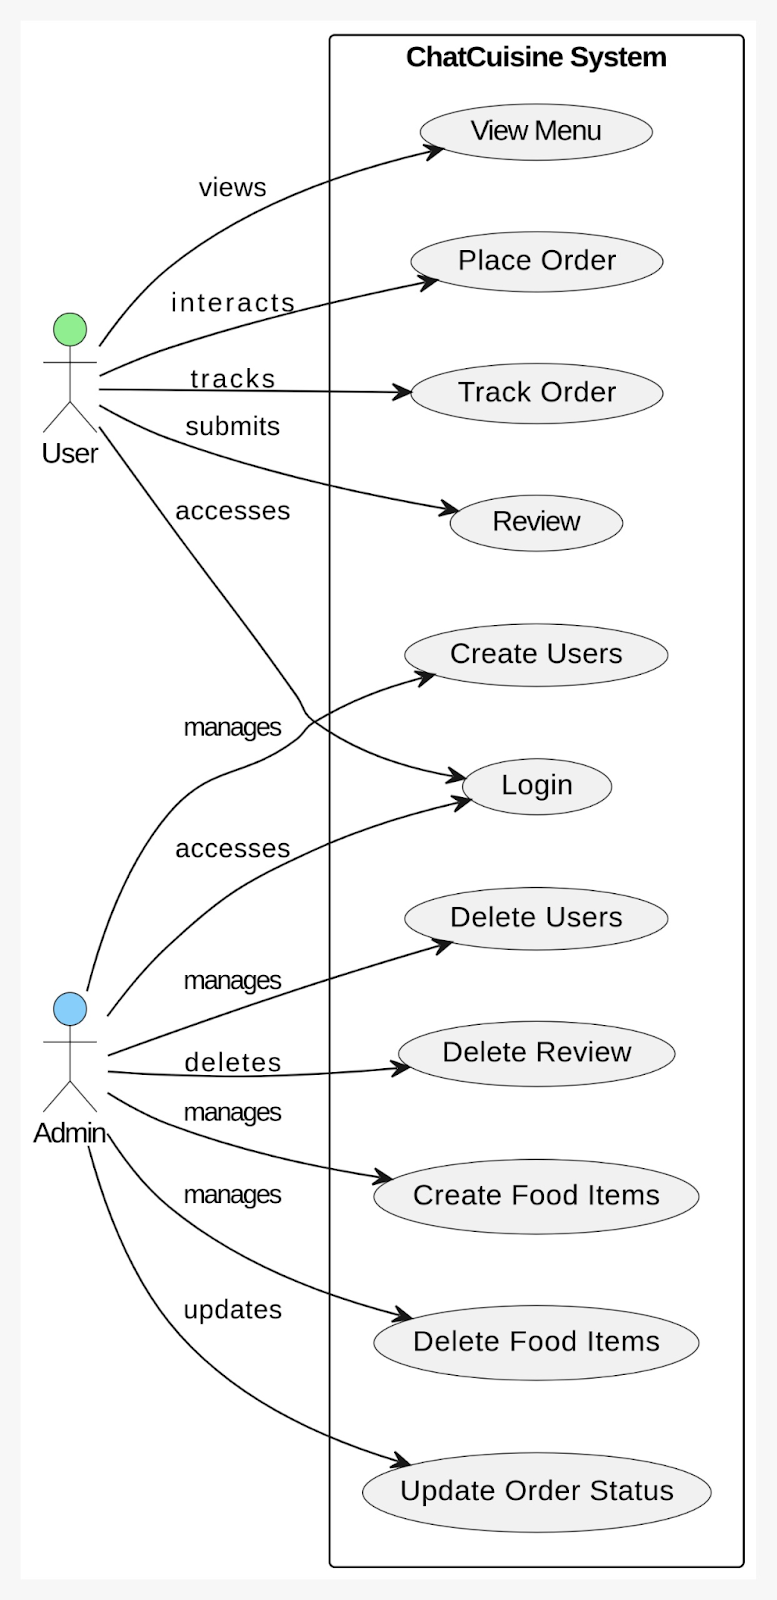 ChatCuisine System
View Menu
views
Place Order
interacts
tracks
Track Order
submits
User
accesses
Review
Create Users
manages
Login
accesses
Delete Users
manages
Delete Review
deletes
manages
Admin
Create Food Items
manages
updates
Delete Food Items
Update Order Status